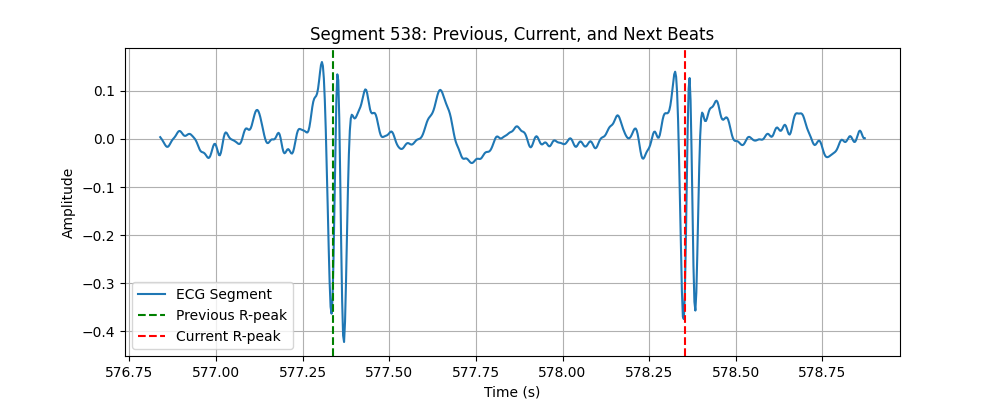 Segment 538: Previous, Current, and Next Beats
Amplitude
0.1
0.0
−0.1
−0.2
−0.3
−0.4
ECG Segment
Previous R-peak
Current R-peak
576.75 577.00 577.25 577.50 577.75 578.00 578.25 578.50 578.75
Time (s)